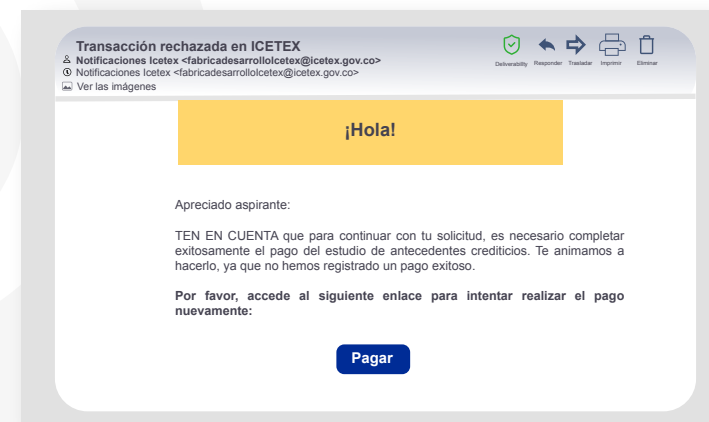 Transacción rechazada en ICETEX
Notificaciones Icetex <fabricadesarrolloIcetex@icetex.gov.co>
Notificaciones Icetex <fabricadesarrolloIcetex@icetex.gov.co>
Ver las imágenes
Deliverability Responder Trasladar Imprimir Eliminar
¡Hola!
Apreciado aspirante:
TEN EN CUENTA que para continuar con tu solicitud, es necesario completar
exitosamente el pago del estudio de antecedentes crediticios. Te animamos a
hacerlo, ya que no hemos registrado un pago exitoso.
Por favor, accede al siguiente enlace para intentar realizar el pago
nuevamente:
Pagar